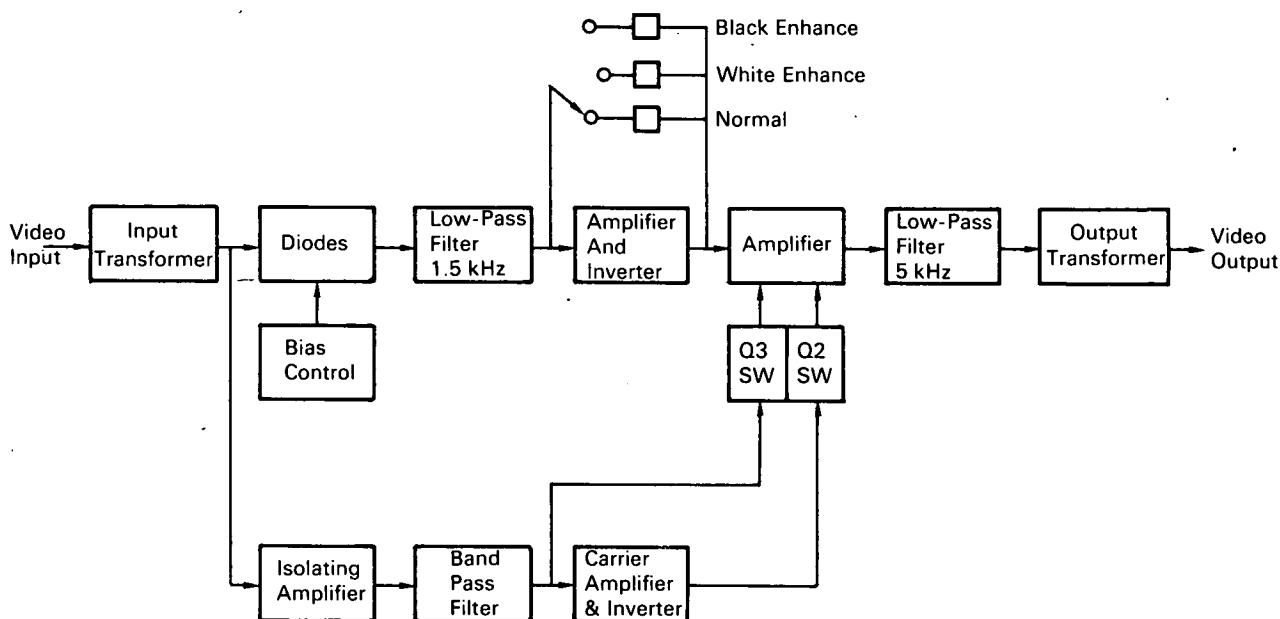 Black Enhance
White Enhance
Normal
Video
Input
Input
Transformer
Diodes
Low-Pass
Filter
1.5 kHz
Amplifier
And
Inverter
Amplifier
Low-Pass
Filter
5 kHz
Output
Transformer
Video
Output
Bias
Control
Q3
SW
Q2
SW
Isolating
Amplifier
Band
Pass
Filter
Carrier
Amplifier
& Inverter